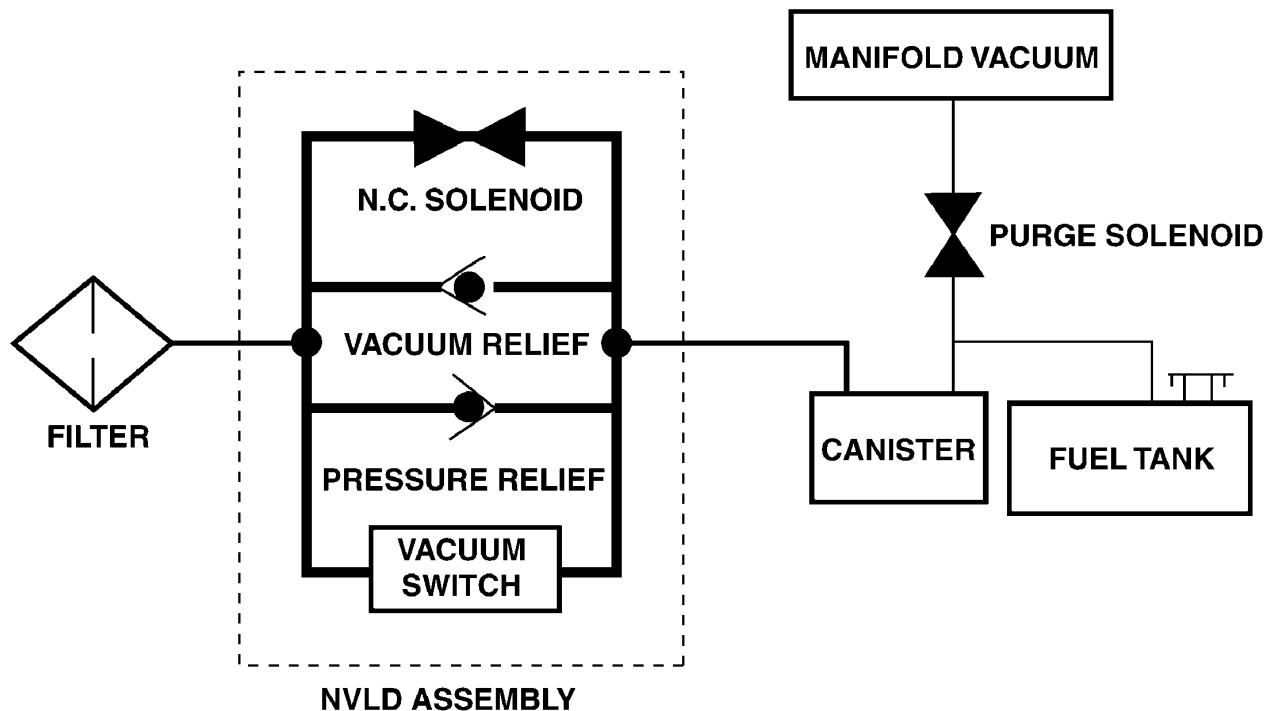 MANIFOLD VACUUM
N.C. SOLENOID
PURGE SOLENOID
VACUUM RELIEF
FILTER
CANISTER
FUEL TANK
PRESSURE RELIEF
VACUUM
SWITCH
NVLD ASSEMBLY